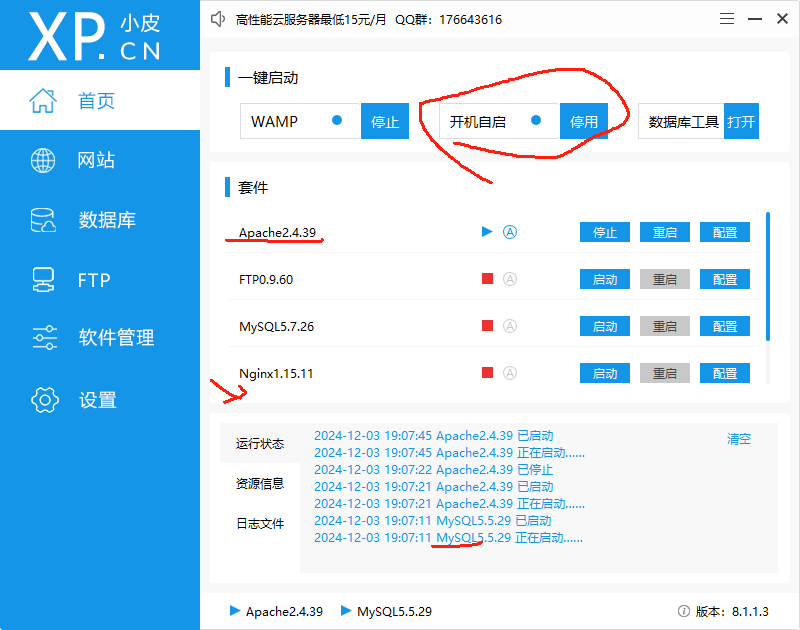 XP.CN 小皮
高性能云服务器最低15元/月 QQ群：176643616
首页
网站
数据库
FTP
软件管理
设置
一键启动
WAMP 停止 开机自启 停用 数据库工具 打开
套件
Apache2.4.39 A 停止 重启 配置
FTP0.9.60 A 启动 重启 配置
MySQL5.7.26 A 启动 重启 配置
Nginx1.15.11 A 启动 重启 配置
运行状态
资源信息
日志文件
2024-12-03 19:07:45 Apache2.4.39 已启动
2024-12-03 19:07:45 Apache2.4.39 正在启动......
2024-12-03 19:07:22 Apache2.4.39 已停止
2024-12-03 19:07:21 Apache2.4.39 已启动
2024-12-03 19:07:21 Apache2.4.39 正在启动......
2024-12-03 19:07:11 MySQL5.5.29 已启动
2024-12-03 19:07:11 MySQL5.5.29 正在启动......
清空
Apache2.4.39 MySQL5.5.29 版本：8.1.1.3